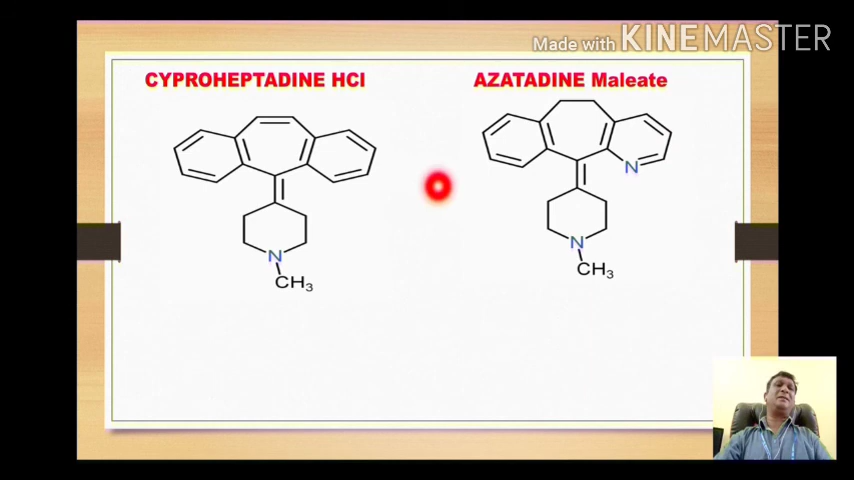 Made with KINEMASTER
CYPROHEPTADINE HCl
AZATADINE Maleate
N
N
CH3
N
CH3